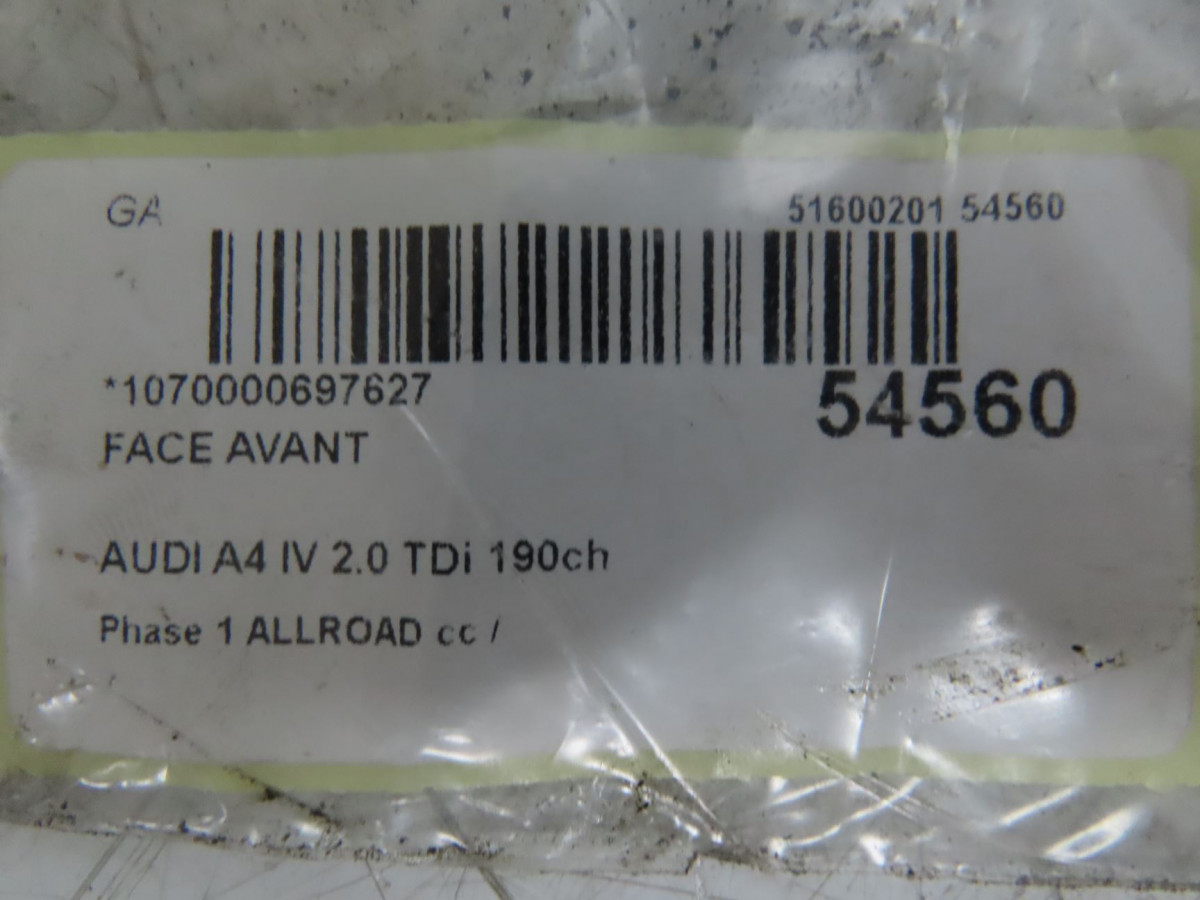 GA
51600201 54560
*1070000697627
54560
FACE AVANT
AUDI A4 IV 2.0 TDi 190ch
Phase 1 ALLROAD cc /